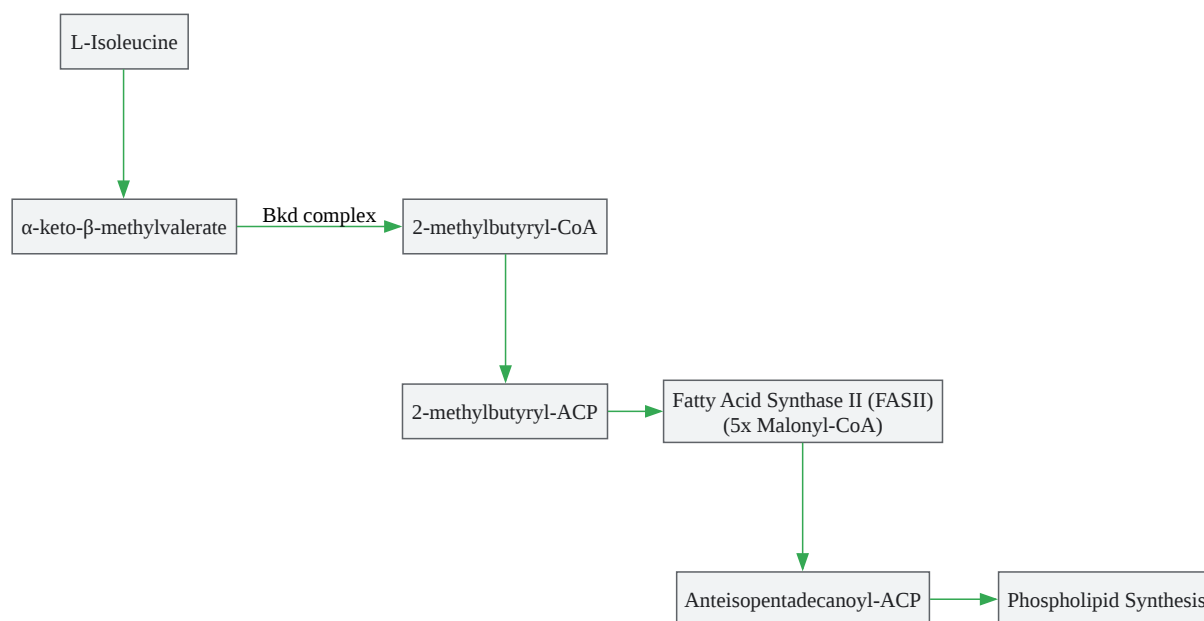 L-Isoleucine
α-keto-β-methylvalerate
Bkd complex
2-methylbutyryl-CoA
2-methylbutyryl-ACP
Fatty Acid Synthase II (FASII)
(5x Malonyl-CoA)
Anteisopentadecanoyl-ACP
Phospholipid Synthesis